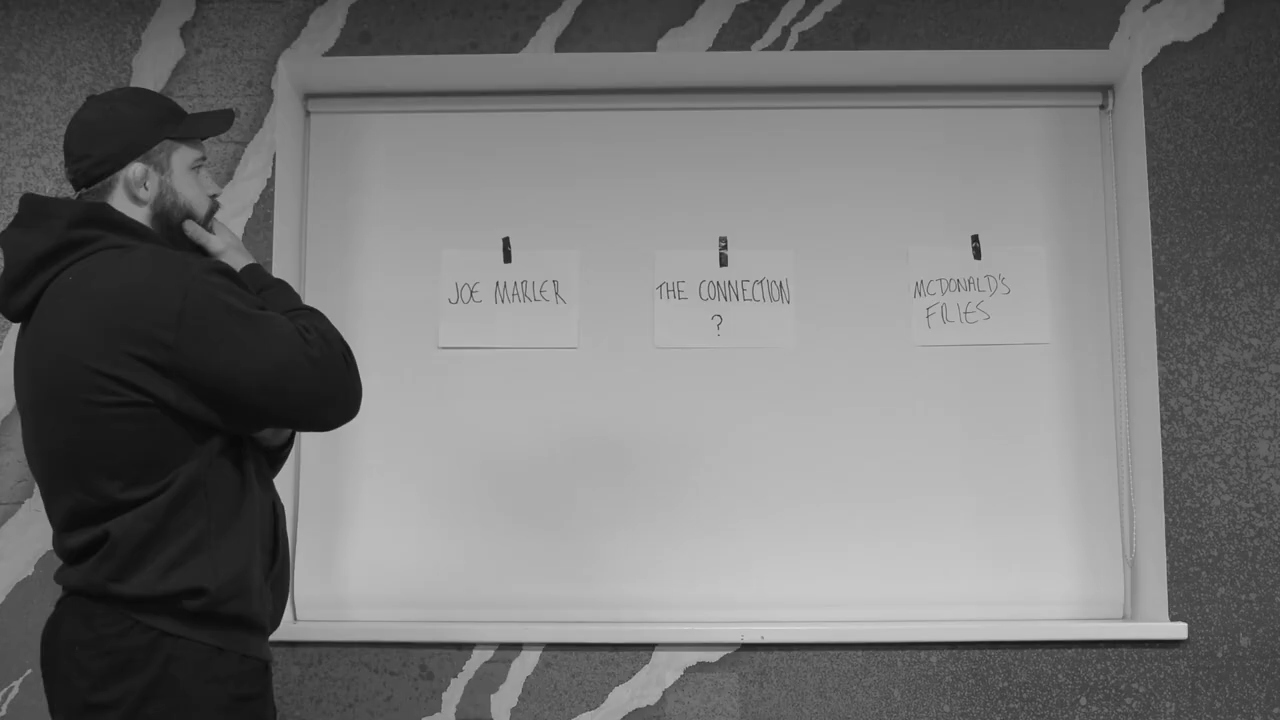 JOE MARLER
THE CONNECTION
?
MCDONALD'S
FRIES